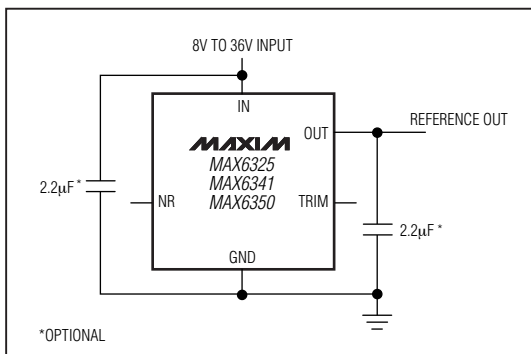 8V TO 36V INPUT
IN
OUT
REFERENCE OUT
MAXIM
MAX6325
MAX6341
MAX6350
2.2µF*
NR
TRIM
2.2µF*
GND
*OPTIONAL